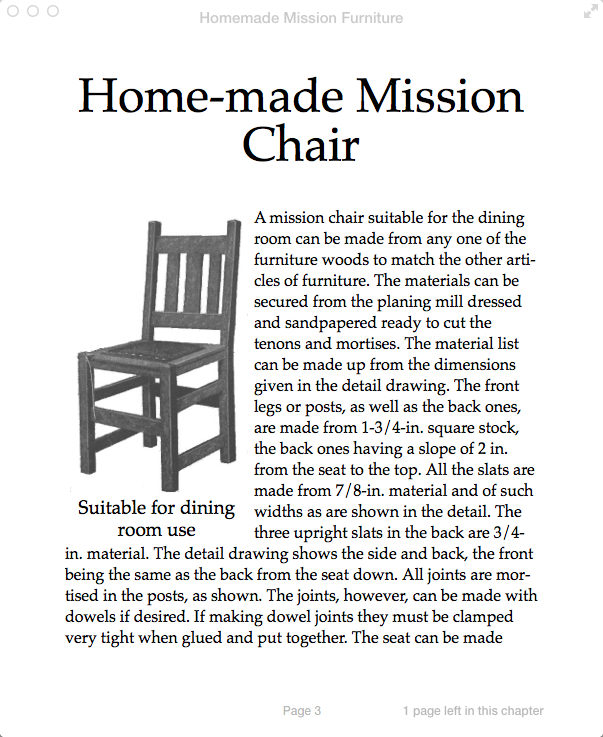 Homemade Mission Furniture
Home-made Mission
Chair
A mission chair suitable for the dining
room can be made from any one of the
furniture woods to match the other arti-
cles of furniture. The materials can be
secured from the planing mill dressed
and sandpapered ready to cut the
tenons and mortises. The material list
can be made up from the dimensions
given in the detail drawing. The front
legs or posts, as well as the back ones,
are made from 1-3/4-in. square stock,
the back ones having a slope of 2 in.
from the seat to the top. All the slats are
made from 7/8-in. material and of such
widths as are shown in the detail. The
three upright slats in the back are 3/4-
Suitable for dining
room use
in. material. The detail drawing shows the side and back, the front
being the same as the back from the seat down. All joints are mor-
tised in the posts, as shown. The joints, however, can be made with
dowels if desired. If making dowel joints they must be clamped
very tight when glued and put together. The seat can be made
Page 3
1 page left in this chapter